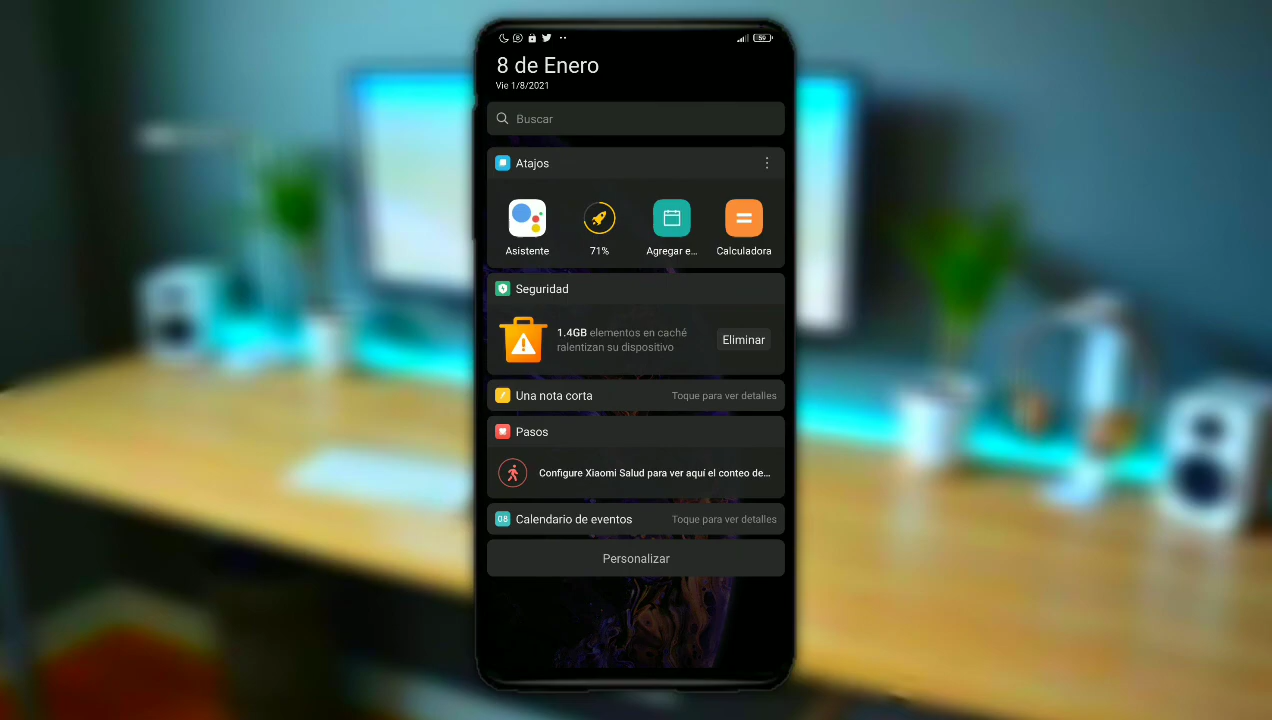 59
8 de Enero
Vie 1/8/2021
Buscar
Atajos
Asistente
71%
Agregar e...
Calculadora
Seguridad
1.4GB elementos en caché
ralentizan su dispositivo
Eliminar
Una nota corta
Toque para ver detalles
Pasos
Configure Xiaomi Salud para ver aquí el conteo de...
08
Calendario de eventos
Toque para ver detalles
Personalizar